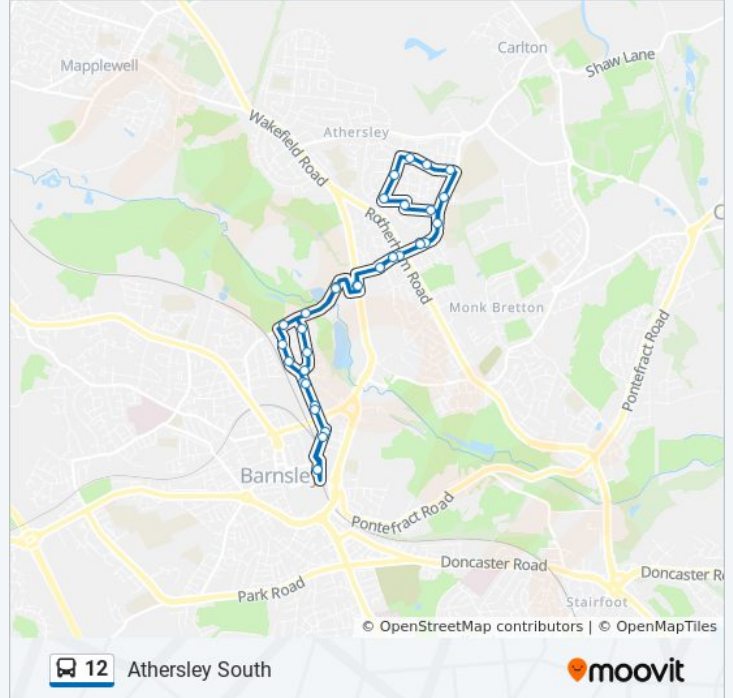 Carlton
Mapplewell
Shaw Lane
Wakefield Road
Athersley
Rotherham Road
Monk Bretton
Pontefract Road
Barnsley
Pontefract Road
Doncaster Road
Doncaster R
Park Road
Stairfoot
© OpenStreetMap contributors | © OpenMapTiles
12 Athersley South
moovit